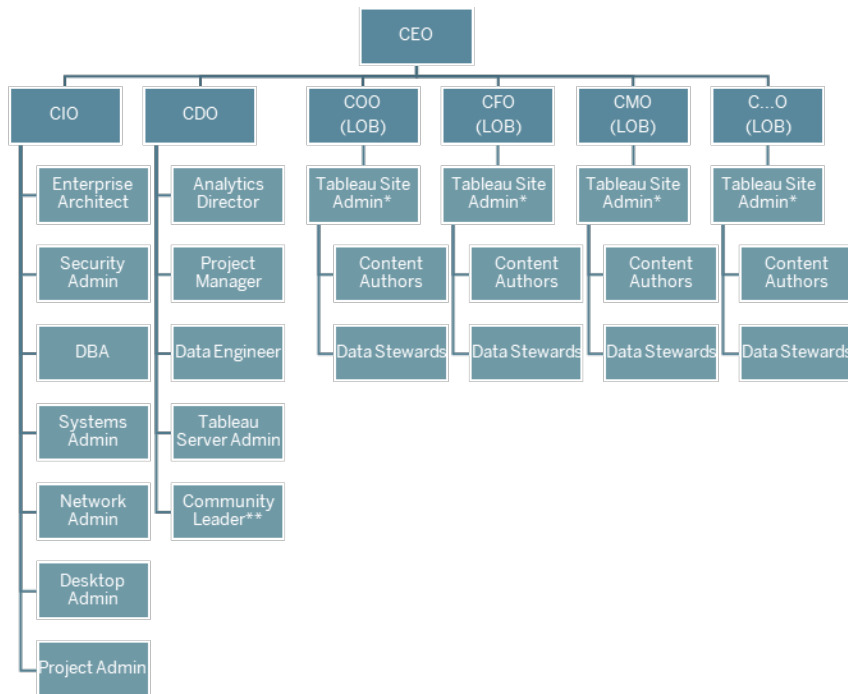 CEO
CIO
CDO
COO
(LOB)
CFO
(LOB)
CMO
(LOB)
C...O
(LOB)
Enterprise
Architect
Analytics
Director
Tableau Site
Admin*
Tableau Site
Admin*
Tableau Site
Admin*
Tableau Site
Admin*
Security
Admin
Project
Manager
Content
Authors
Content
Authors
Content
Authors
Content
Authors
DBA
Data Engineer
Data Stewards
Data Stewards
Data Stewards
Data Stewards
Systems
Admin
Tableau
Server Admin
Network
Admin
Community
Leader**
Desktop
Admin
Project Admin